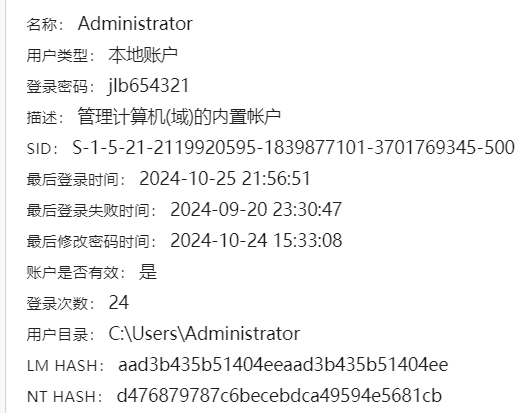 名称： Administrator
用户类型： 本地账户
登录密码： jlb654321
描述： 管理计算机(域)的内置帐户
SID： S-1-5-21-2119920595-1839877101-3701769345-500
最后登录时间： 2024-10-25 21:56:51
最后登录失败时间： 2024-09-20 23:30:47
最后修改密码时间： 2024-10-24 15:33:08
账户是否有效： 是
登录次数： 24
用户目录： C:\Users\Administrator
LM HASH： aad3b435b51404eeaad3b435b51404ee
NT HASH： d476879787c6becebdca49594e5681cb